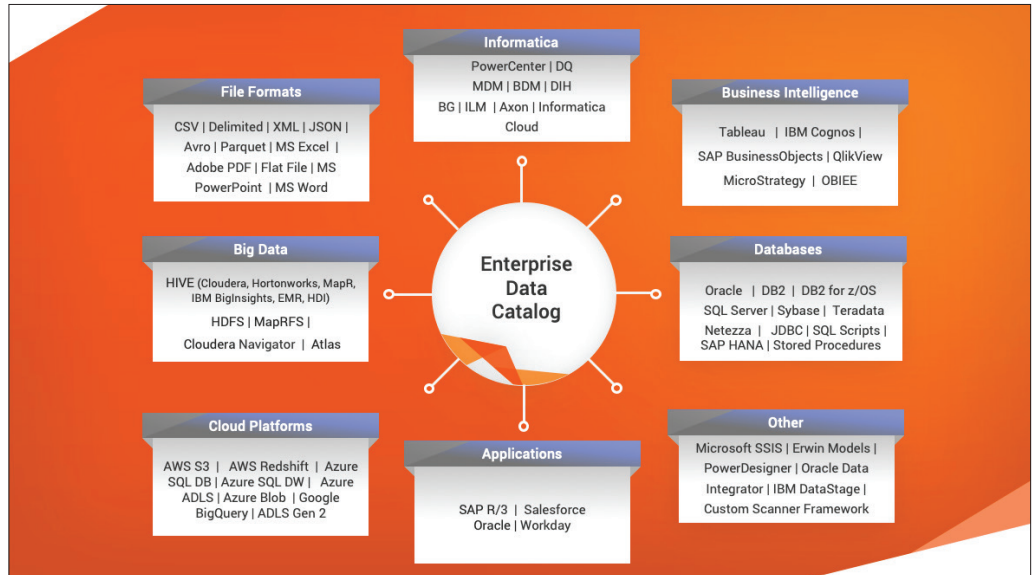 Informatica
PowerCenter | DQ
MDM | BDM | DIH
BG | ILM | Axon | Informatica
Cloud
File Formats
CSV | Delimited | XML | JSON |
Avro | Parquet | MS Excel |
Adobe PDF | Flat File | MS
PowerPoint | MS Word
Business Intelligence
Tableau | IBM Cognos |
SAP BusinessObjects | QlikView
MicroStrategy | OBIEE
Big Data
HIVE (Cloudera, Hortonworks, MapR,
IBM BigInsights, EMR, HDI)
HDFS | MapRFS |
Cloudera Navigator | Atlas
Enterprise
Data
Catalog
Databases
Oracle | DB2 | DB2 for z/OS
SQL Server | Sybase | Teradata
Netezza | JDBC | SQL Scripts |
SAP HANA | Stored Procedures
Cloud Platforms
AWS S3 | AWS Redshift | Azure
SQL DB | Azure SQL DW | Azure
ADLS | Azure Blob | Google
BigQuery | ADLS Gen 2
Applications
SAP R/3 | Salesforce
Oracle | Workday
Other
Microsoft SSIS | Erwin Models |
PowerDesigner | Oracle Data
Integrator | IBM DataStage |
Custom Scanner Framework